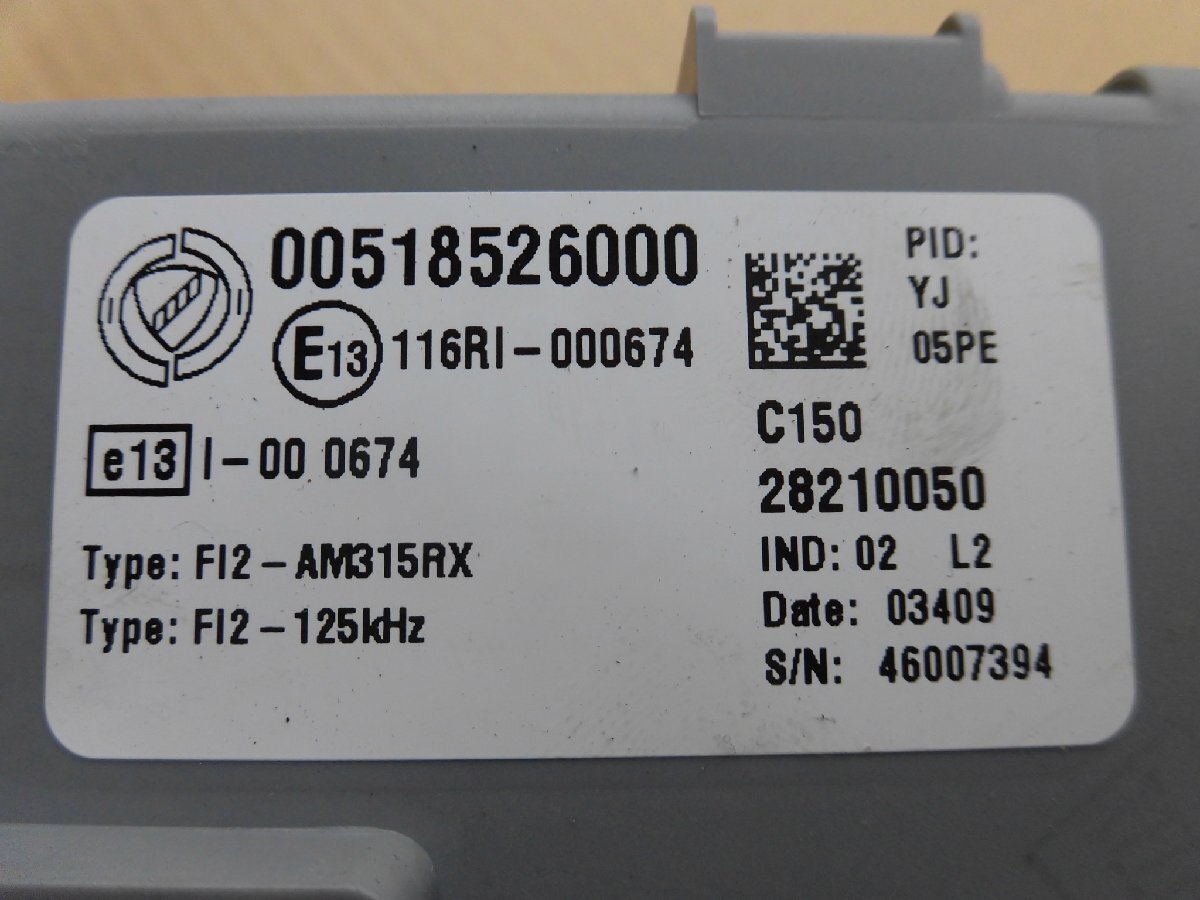 00518526000
E13 116RI-000674
e13 I-00 0674
Type: FI2-AM315RX
Type: FI2-125kHz
PID:
YJ
05PE
C150
28210050
IND: 02 L2
Date: 03409
S/N: 46007394